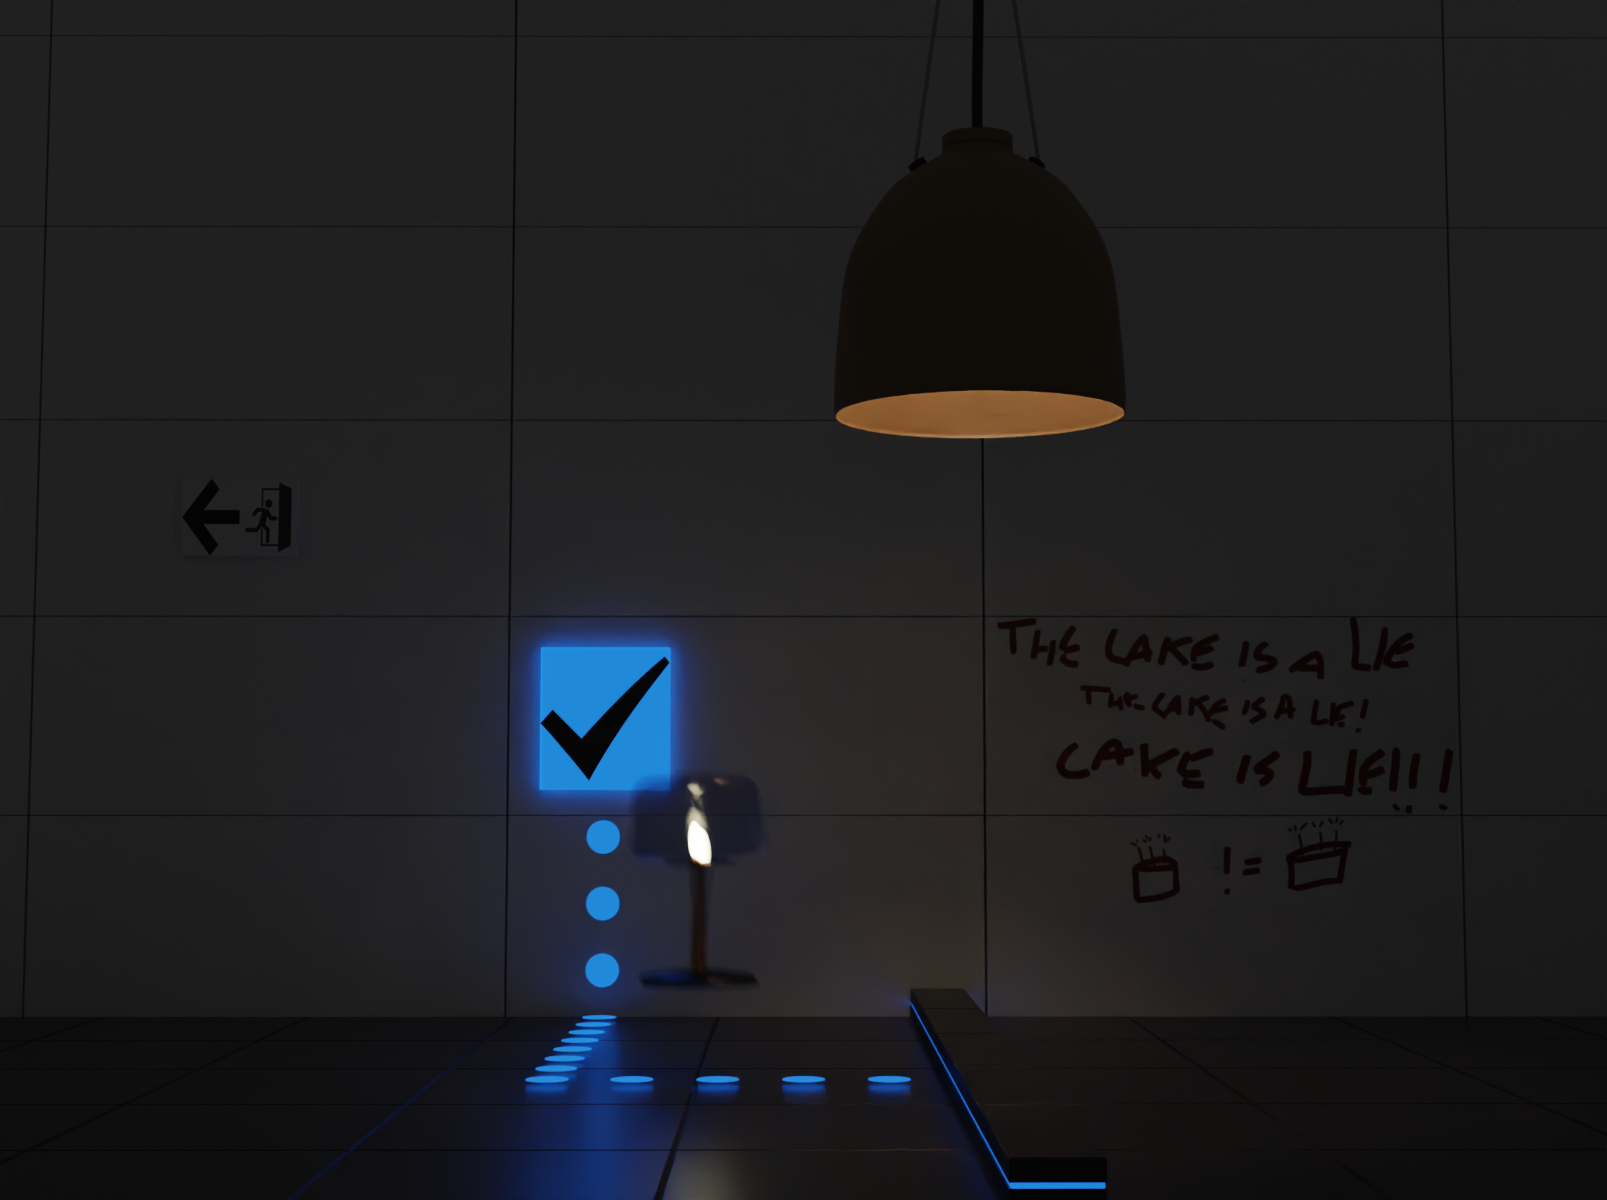 THE CAKE IS A LIE
THE CAKE IS A LIE!
CAKE IS LIE!!!
!=